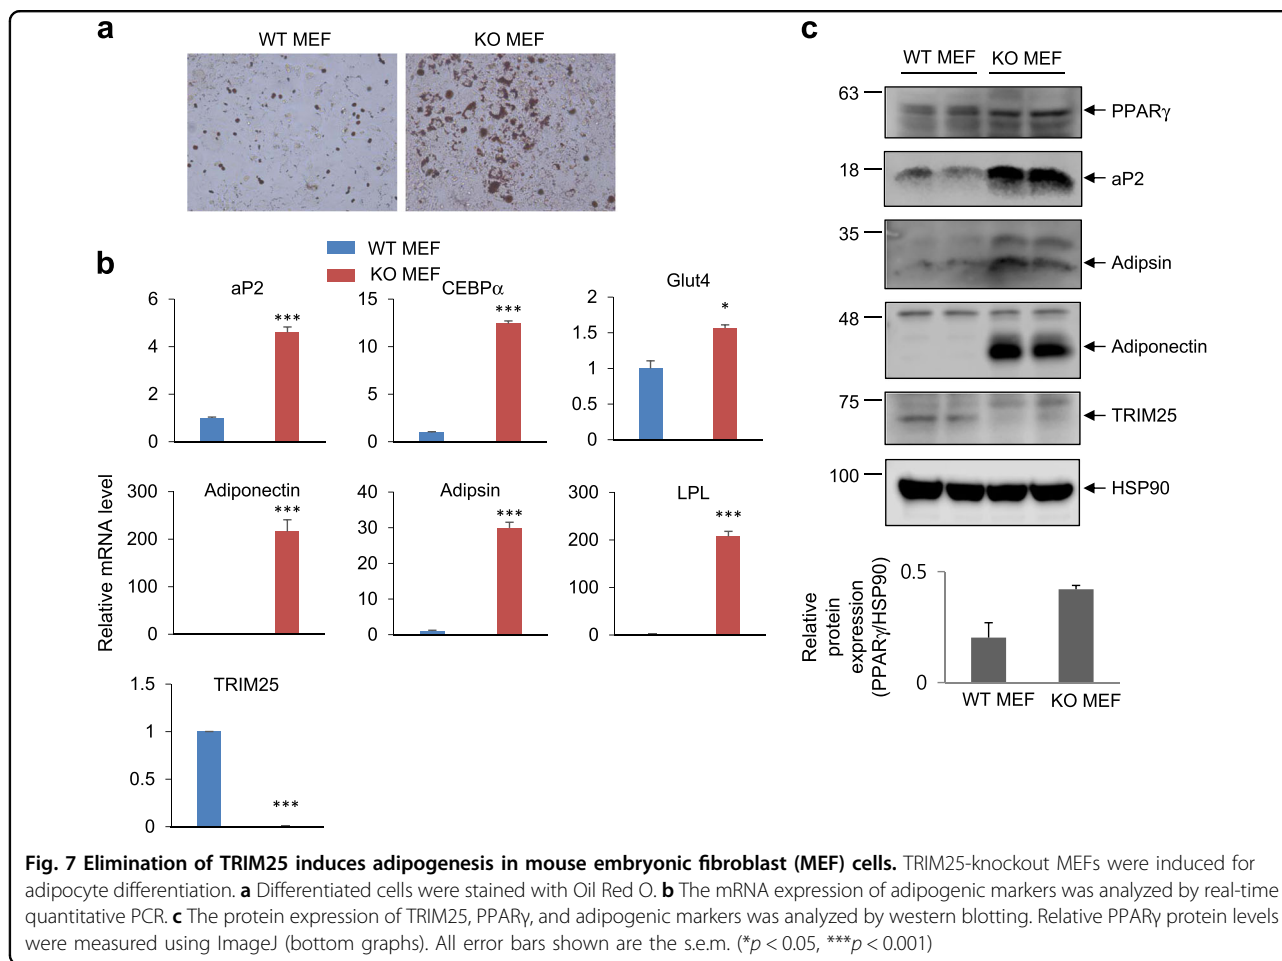 a
WT MEF
KO MEF
b
WT MEF
KO MEF
Relative mRNA level
aP2
6
4
2
0
***
CEBPα
15
10
5
0
***
Glut4
2
1.5
1
0.5
0
*
Adiponectin
300
200
100
0
***
Adipsin
40
30
20
10
0
***
LPL
300
200
100
0
***
TRIM25
1.5
1
0.5
0
***
c
WT MEF KO MEF
63
PPARγ
18
aP2
35
Adipsin
48
Adiponectin
75
TRIM25
100
HSP90
Relative
protein
expression
(PPARγ/HSP90)
0.5
0
WT MEF KO MEF
Fig. 7 Elimination of TRIM25 induces adipogenesis in mouse embryonic fibroblast (MEF) cells. TRIM25-knockout MEFs were induced for
adipocyte differentiation. a Differentiated cells were stained with Oil Red O. b The mRNA expression of adipogenic markers was analyzed by real-time
quantitative PCR. c The protein expression of TRIM25, PPARγ, and adipogenic markers was analyzed by western blotting. Relative PPARγ protein levels
were measured using ImageJ (bottom graphs). All error bars shown are the s.e.m. (*p < 0.05, ***p < 0.001)